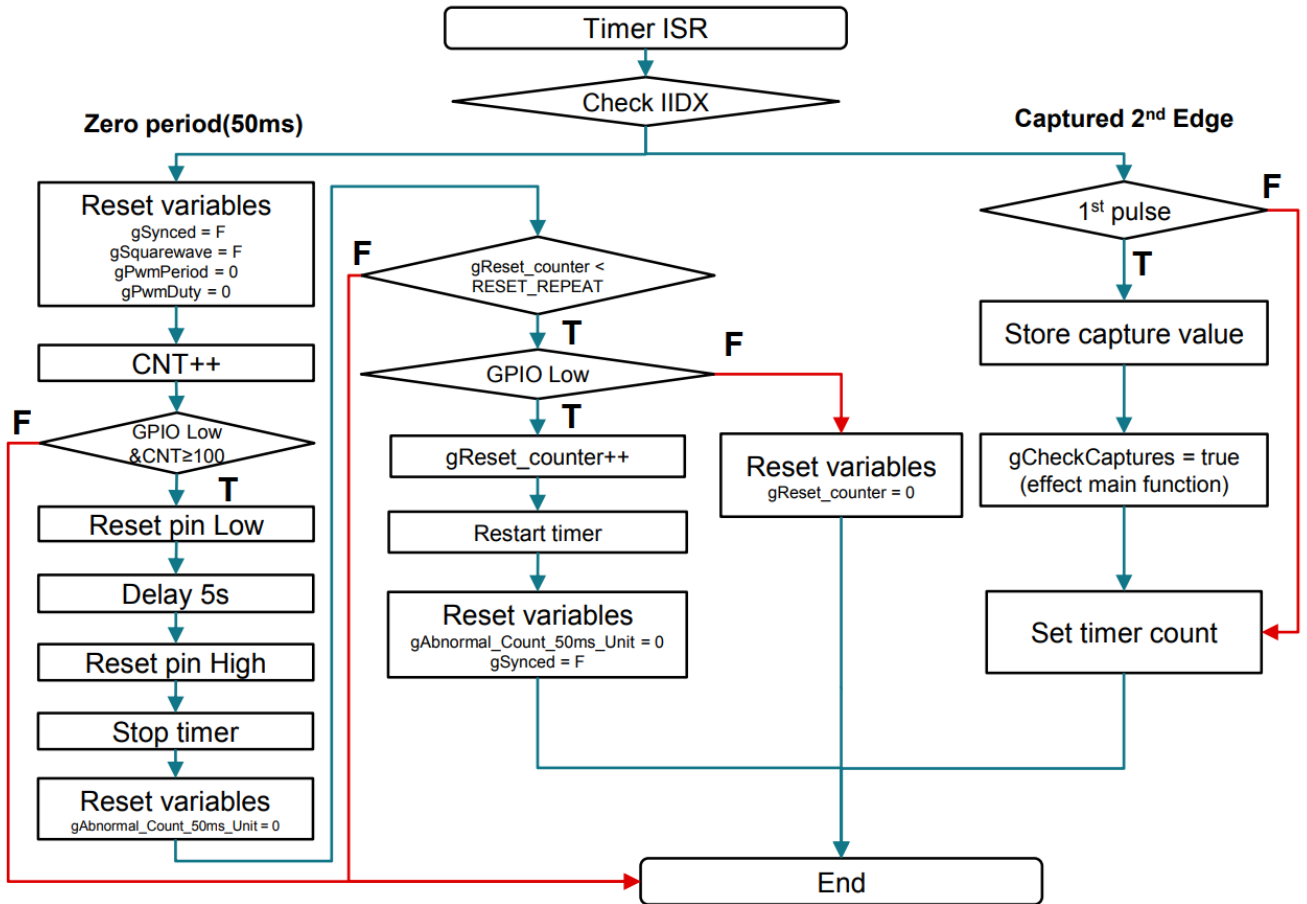 Timer ISR
Check IIDX
Zero period(50ms)
Captured 2nd Edge
Reset variables
gSynced = F
gSquarewave = F
gPwmPeriod = 0
gPwmDuty = 0
CNT++
F
GPIO Low
&CNT≥100
T
Reset pin Low
Delay 5s
Reset pin High
Stop timer
Reset variables
gAbnormal_Count_50ms_Unit = 0
F
gReset_counter <
RESET_REPEAT
T
GPIO Low
F
T
gReset_counter++
Restart timer
Reset variables
gAbnormal_Count_50ms_Unit = 0
gSynced = F
Reset variables
gReset_counter = 0
1st pulse
F
T
Store capture value
gCheckCaptures = true
(effect main function)
Set timer count
End